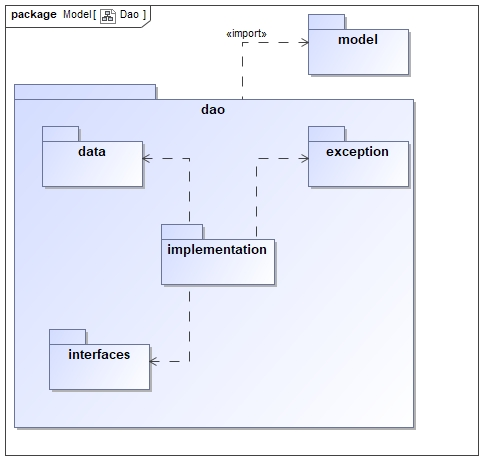 package Model[ Dao ]
«import»
model
dao
data
exception
implementation
interfaces